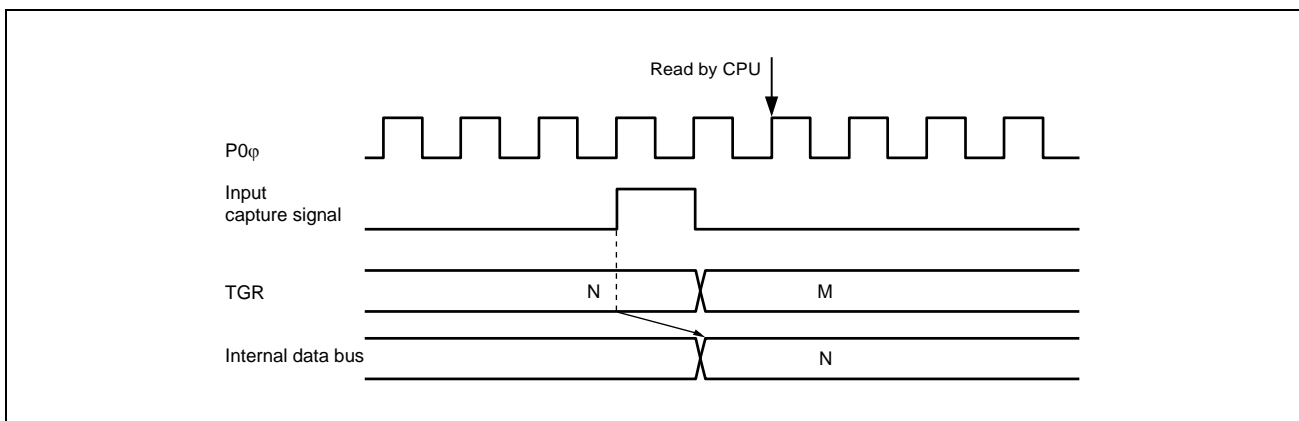 Read by CPU
P0φ
Input
capture signal
TGR
N
M
Internal data bus
N